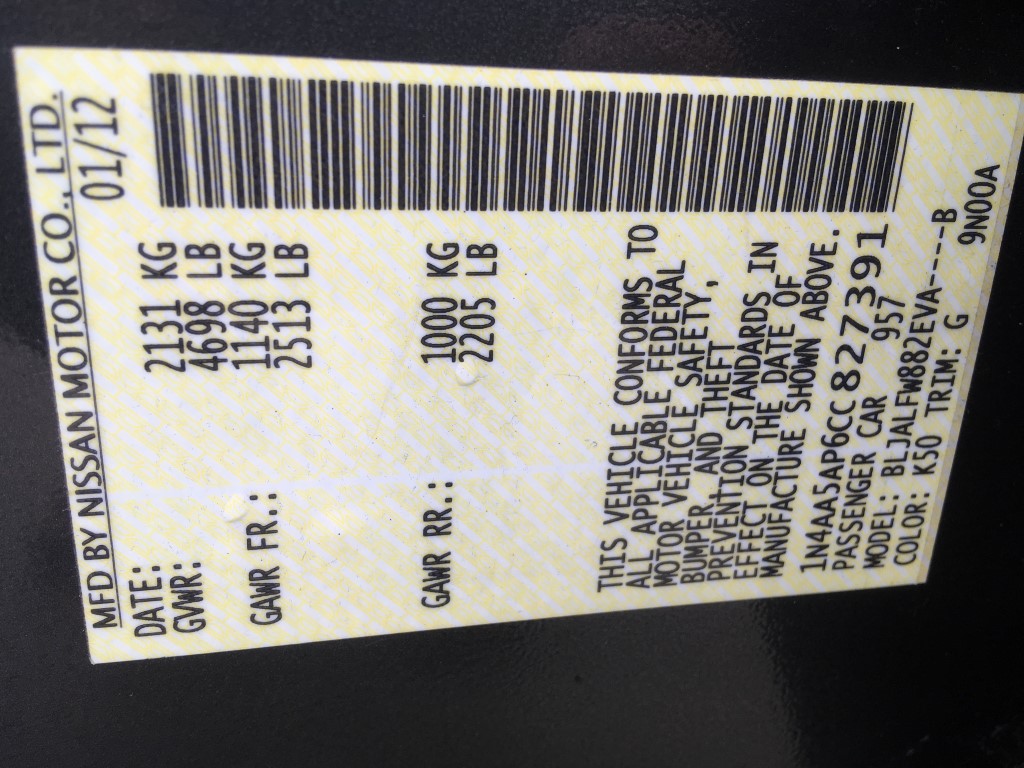 MFD BY NISSAN MOTOR CO., LTD.
DATE: 01/12
GVWR: 2131 KG
4698 LB
GAWR FR.: 1140 KG
2513 LB
GAWR RR.: 1000 KG
2205 LB
THIS VEHICLE CONFORMS TO
ALL APPLICABLE FEDERAL
MOTOR VEHICLE SAFETY,
BUMPER AND THEFT
PREVENTION STANDARDS IN
EFFECT ON THE DATE OF
MANUFACTURE SHOWN ABOVE.
1N4AA5AP6CC827391
PASSENGER CAR 957
MODEL: BLJALFW882EVA-----B
COLOR: K50 TRIM: G 9N00A